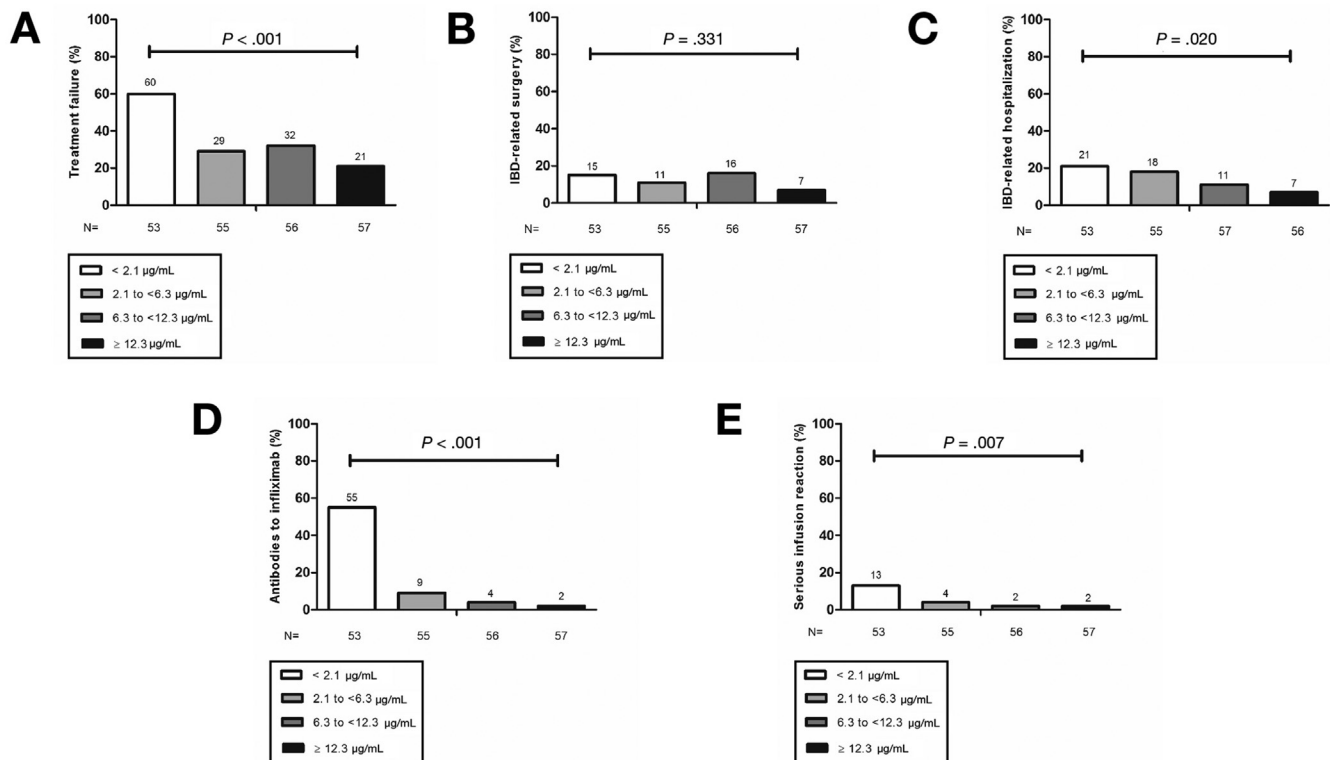 A
Treatment failure (%)
100
80
60
40
20
0
P < .001
60
29
32
21
N= 53 55 56 57
< 2.1 µg/mL
2.1 to <6.3 µg/mL
6.3 to <12.3 µg/mL
≥ 12.3 µg/mL
B
IBD-related surgery (%)
100
80
60
40
20
0
P = .331
15
11
16
7
N= 53 55 56 57
< 2.1 µg/mL
2.1 to <6.3 µg/mL
6.3 to <12.3 µg/mL
≥ 12.3 µg/mL
C
IBD-related hospitalization (%)
100
80
60
40
20
0
P = .020
21
18
11
7
N= 53 55 57 56
< 2.1 µg/mL
2.1 to <6.3 µg/mL
6.3 to <12.3 µg/mL
≥ 12.3 µg/mL
D
Antibodies to infliximab (%)
100
80
60
40
20
0
P < .001
55
9
4
2
N= 53 55 56 57
< 2.1 µg/mL
2.1 to <6.3 µg/mL
6.3 to <12.3 µg/mL
≥ 12.3 µg/mL
E
Serious infusion reaction (%)
100
80
60
40
20
0
P = .007
13
4
2
2
N= 53 55 56 57
< 2.1 µg/mL
2.1 to <6.3 µg/mL
6.3 to <12.3 µg/mL
≥ 12.3 µg/mL